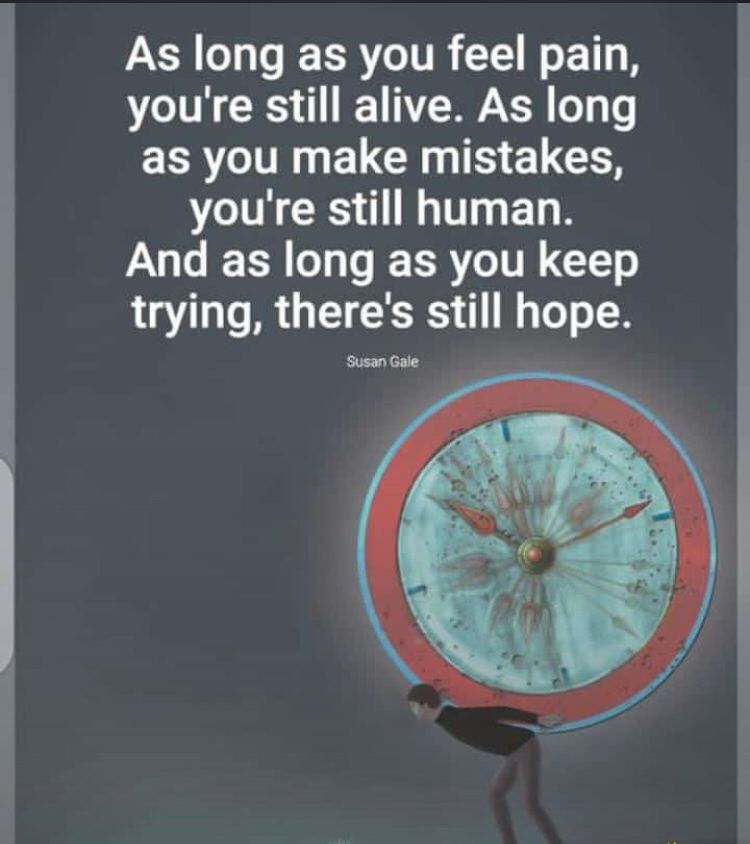 As long as you feel pain,
you're still alive. As long
as you make mistakes,
you're still human.
And as long as you keep
trying, there's still hope.
Susan Gale